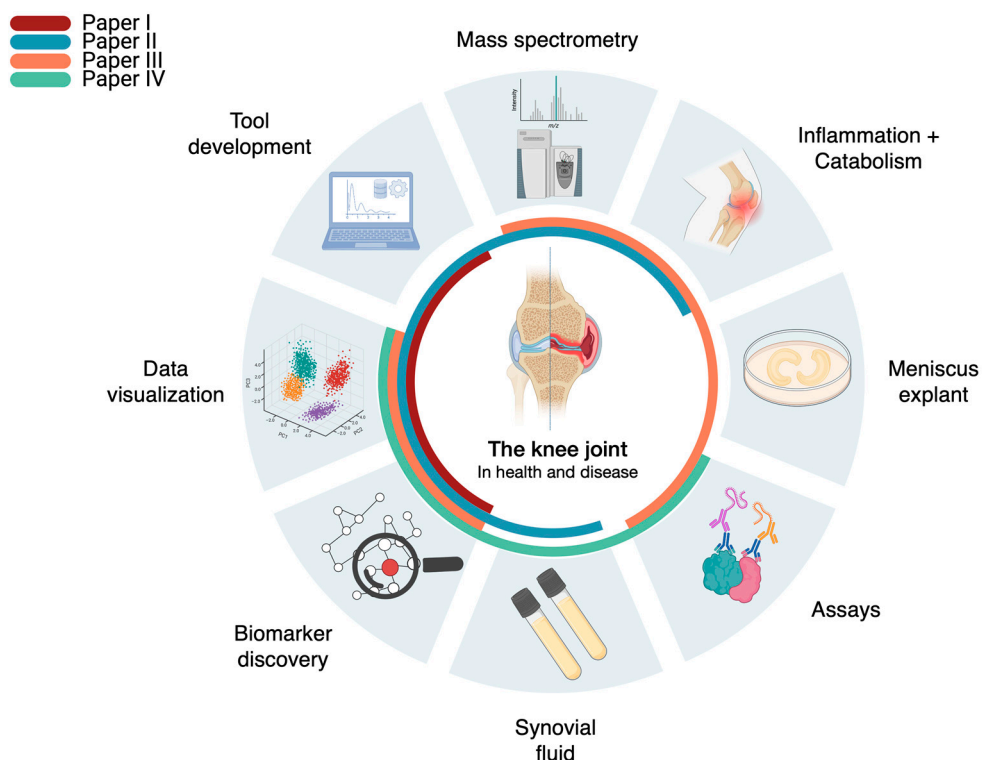 Paper I
Paper II
Paper III
Paper IV
Mass spectrometry
Intensity
m/z
Tool
development
Inflammation +
Catabolism
Data
visualization
Meniscus
explant
The knee joint
In health and disease
Biomarker
discovery
Assays
Synovial
fluid